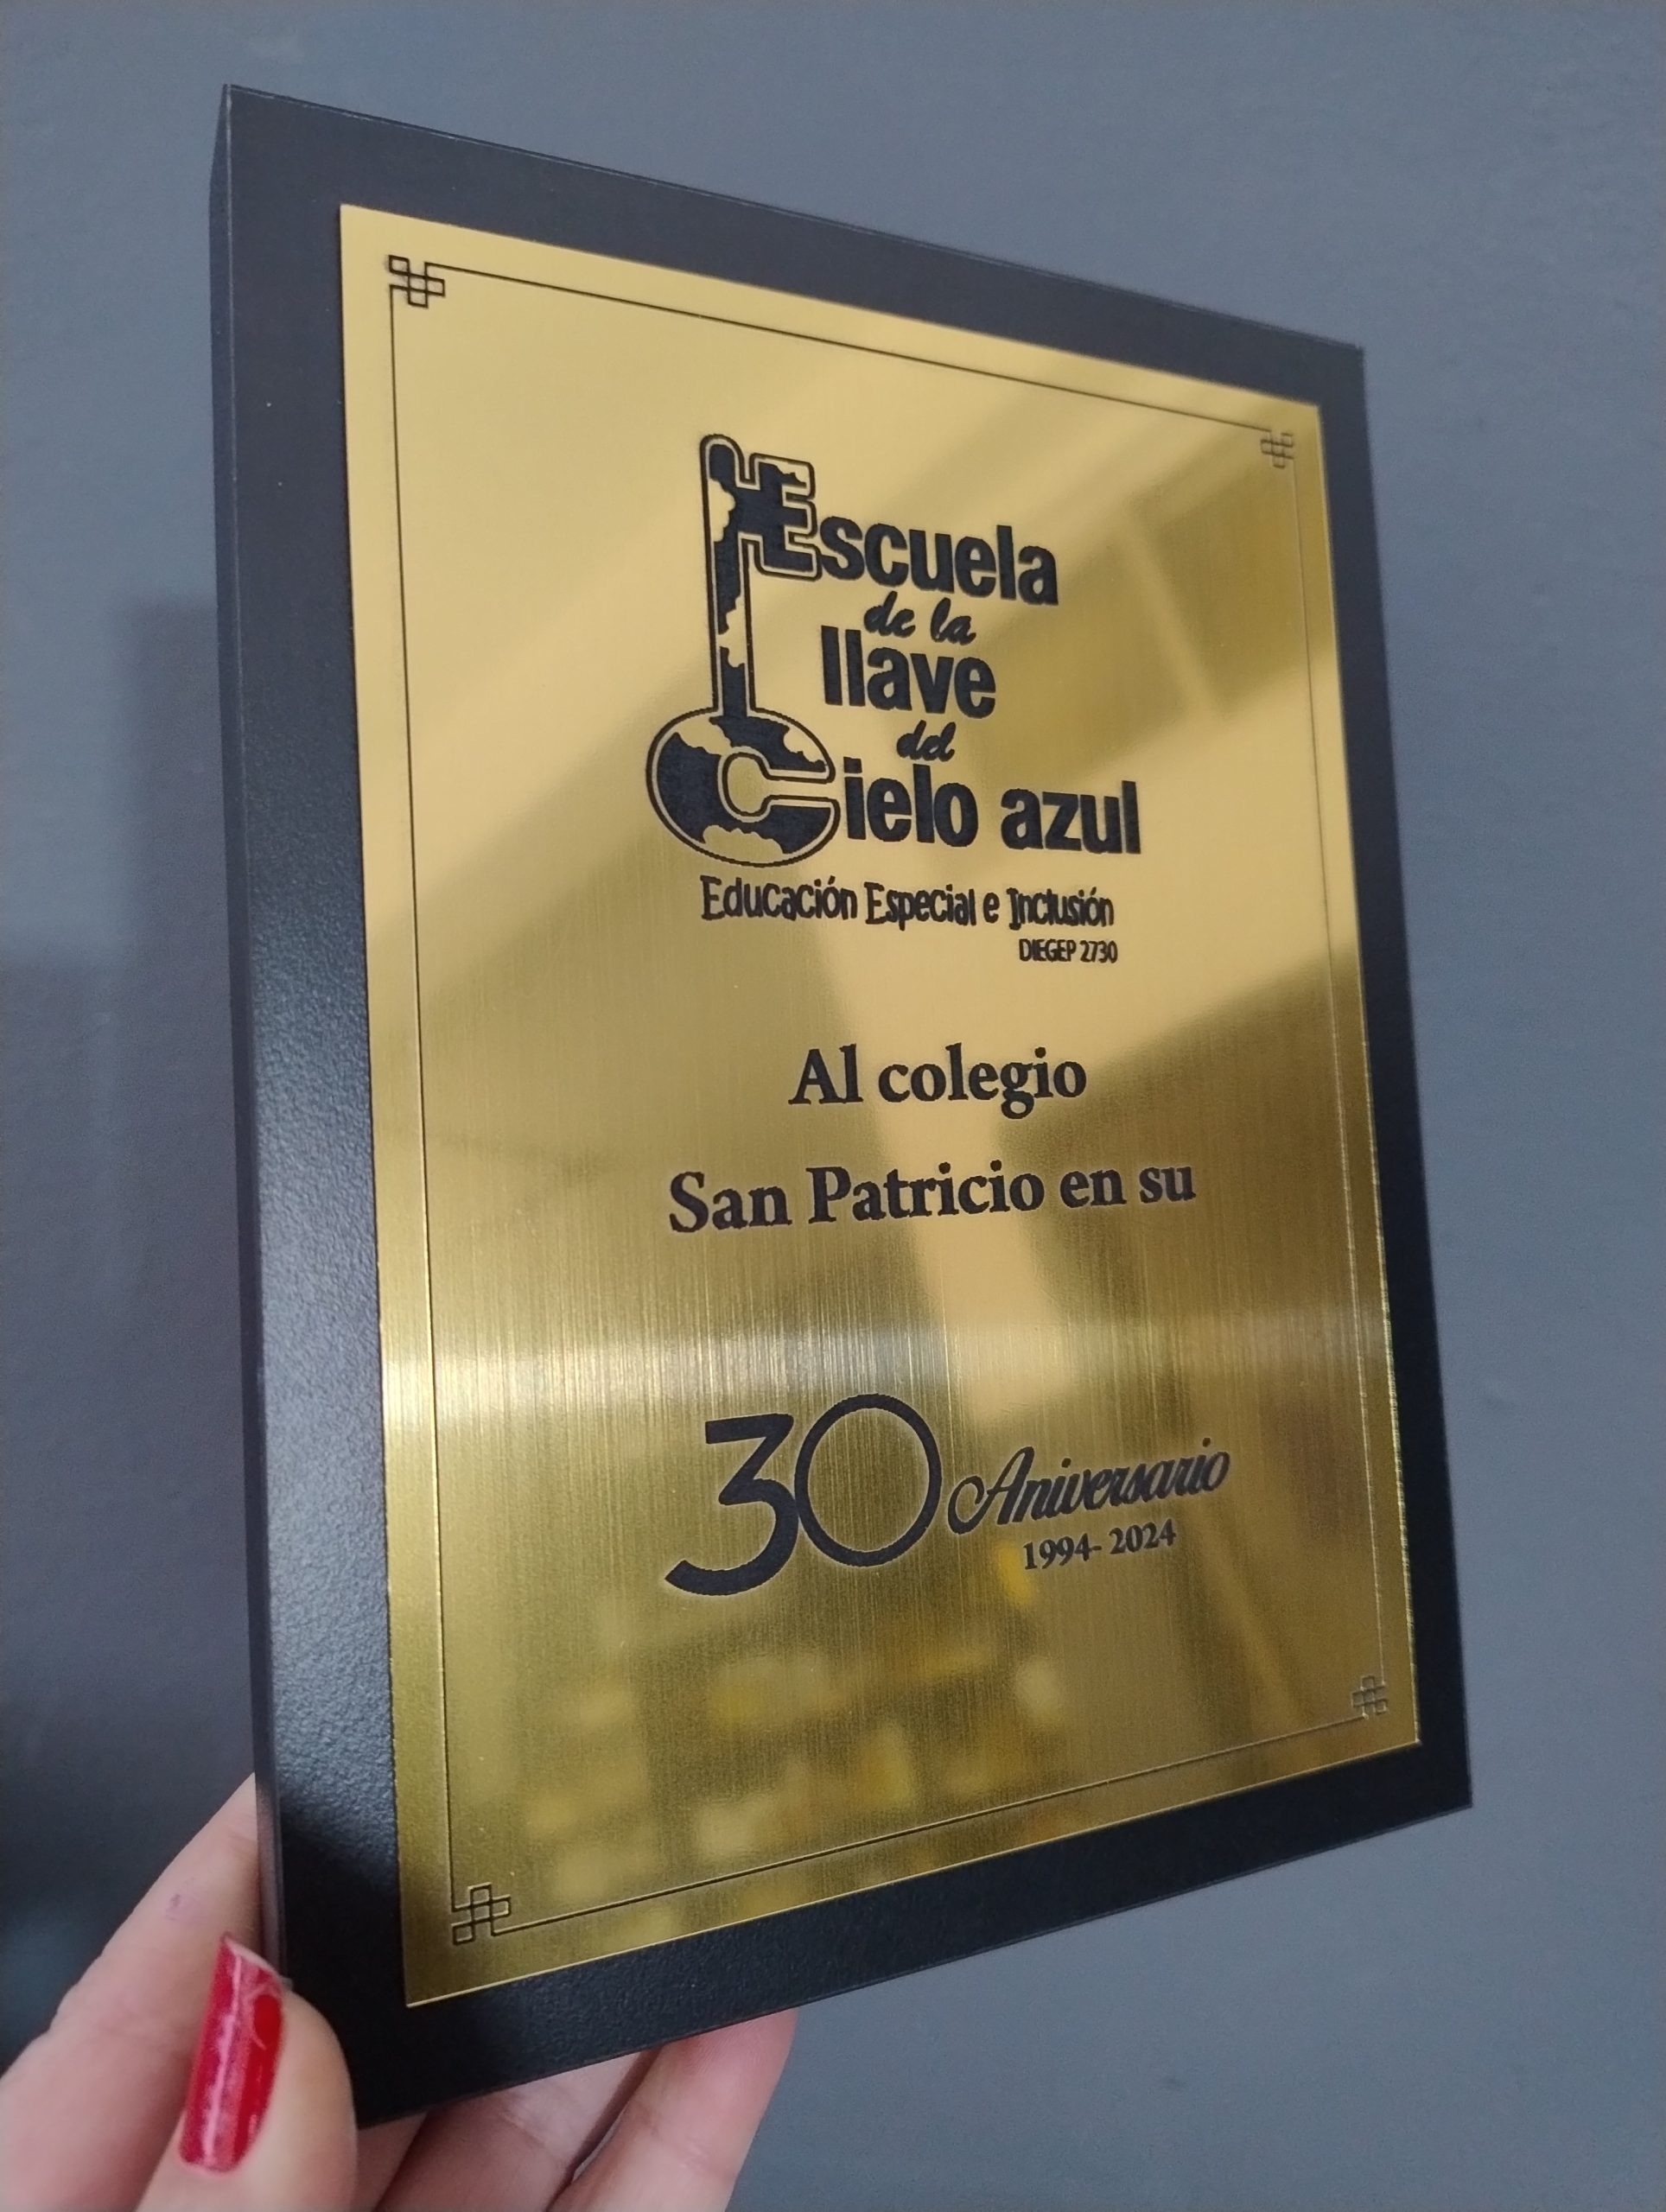 Escuela
de la
llave
del
Cielo azul
Educación Especial e Inclusión
DIEGEP 2730
Al colegio
San Patricio en su
30 Aniversario
1994- 2024